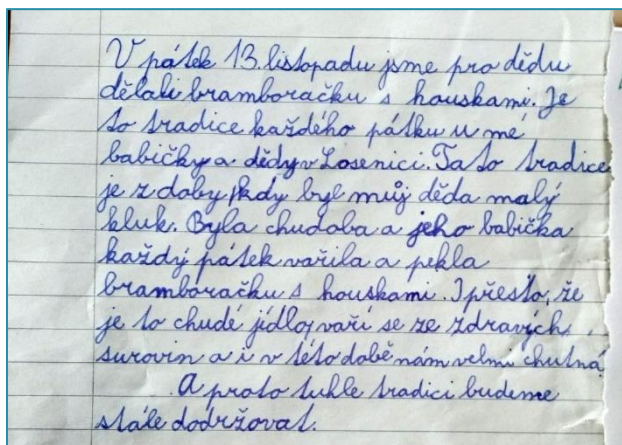 V pátek 13. listopadu jsme pro dědu
dělali bramboračku s houskami. Je
to tradice každého pátku u mé
babičky a dědy v Losenici. Tato tradice
je z doby, kdy byl můj děda malý
kluk. Byla chudoba a jeho babička
každý pátek vařila a pekla
bramboračku s houskami. I přesto, že
je to chudé jídlo, vaří se ze zdravých
surovin a i v této době nám velmi chutná.
A proto tuhle tradici budeme
stále dodržovat.